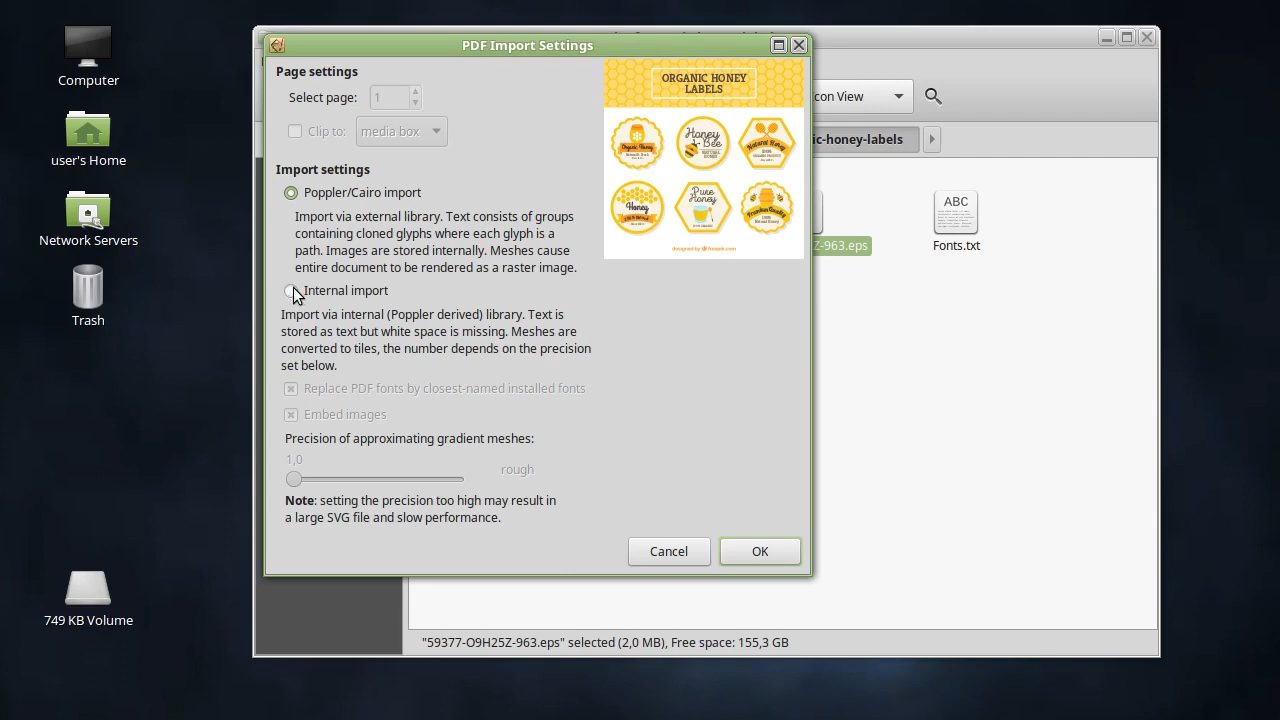 Computer
user's Home
Network Servers
Trash
749 KB Volume
PDF Import Settings
Page settings
Select page: 1
Clip to: media box
Import settings
Poppler/Cairo import
Import via external library. Text consists of groups
containing cloned glyphs where each glyph is a
path. Images are stored internally. Meshes cause
entire document to be rendered as a raster image.
Internal import
Import via internal (Poppler derived) library. Text is
stored as text but white space is missing. Meshes are
converted to tiles, the number depends on the precision
set below.
Replace PDF fonts by closest-named installed fonts
Embed images
Precision of approximating gradient meshes:
1,0
rough
Note: setting the precision too high may result in
a large SVG file and slow performance.
Cancel
OK
ORGANIC HONEY
LABELS
Organic Honey
Honey
Bee
Natural Honey
Honey
Pure
Honey
Premium Quality
designed by freepik.com
con View
ic-honey-labels
Z-963.eps
ABC
Fonts.txt
"59377-O9H25Z-963.eps" selected (2,0 MB), Free space: 155,3 GB